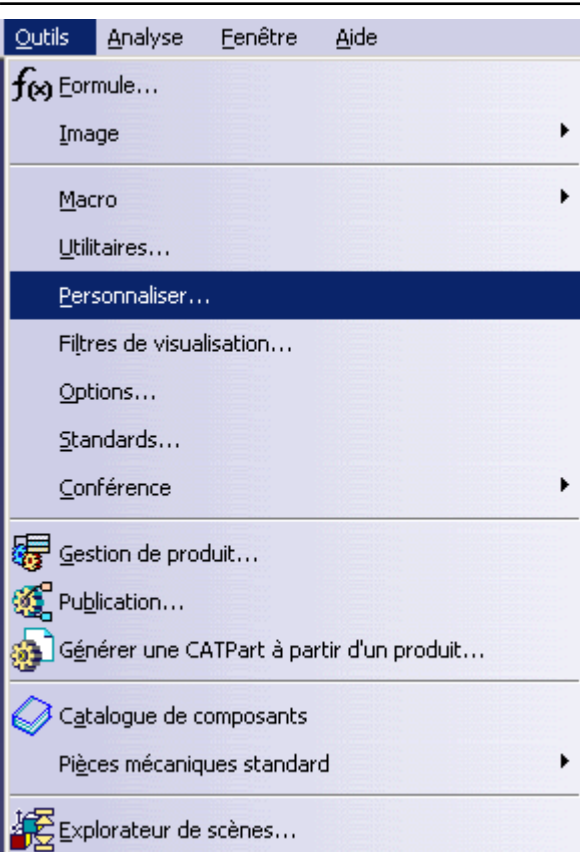 Outils Analyse Fenêtre Aide
f(x) Formule...
Image
Macro
Utilitaires...
Personnaliser...
Filtres de visualisation...
Options...
Standards...
Conférence
Gestion de produit...
Publication...
Générer une CATPart à partir d'un produit...
Catalogue de composants
Pièces mécaniques standard
Explorateur de scènes...